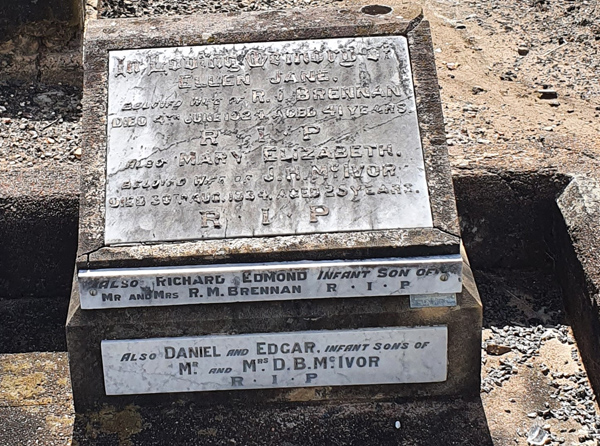 In Loving Memory of
ELLEN JANE.
BELOVED WIFE OF R. I. BRENNAN
DIED 4TH JUNE 1924. AGED 41 YEARS.
R · I · P
ALSO MARY ELIZABETH.
BELOVED WIFE OF J. H. McIVOR
DIED 30TH AUG. 1934. AGED 25 YEARS.
R · I · P
ALSO RICHARD EDMOND INFANT SON OF
MR AND MRS R. M. BRENNAN R · I · P
ALSO DANIEL AND EDGAR. INFANT SONS OF
MR AND MRS D. B. McIVOR
R · I · P